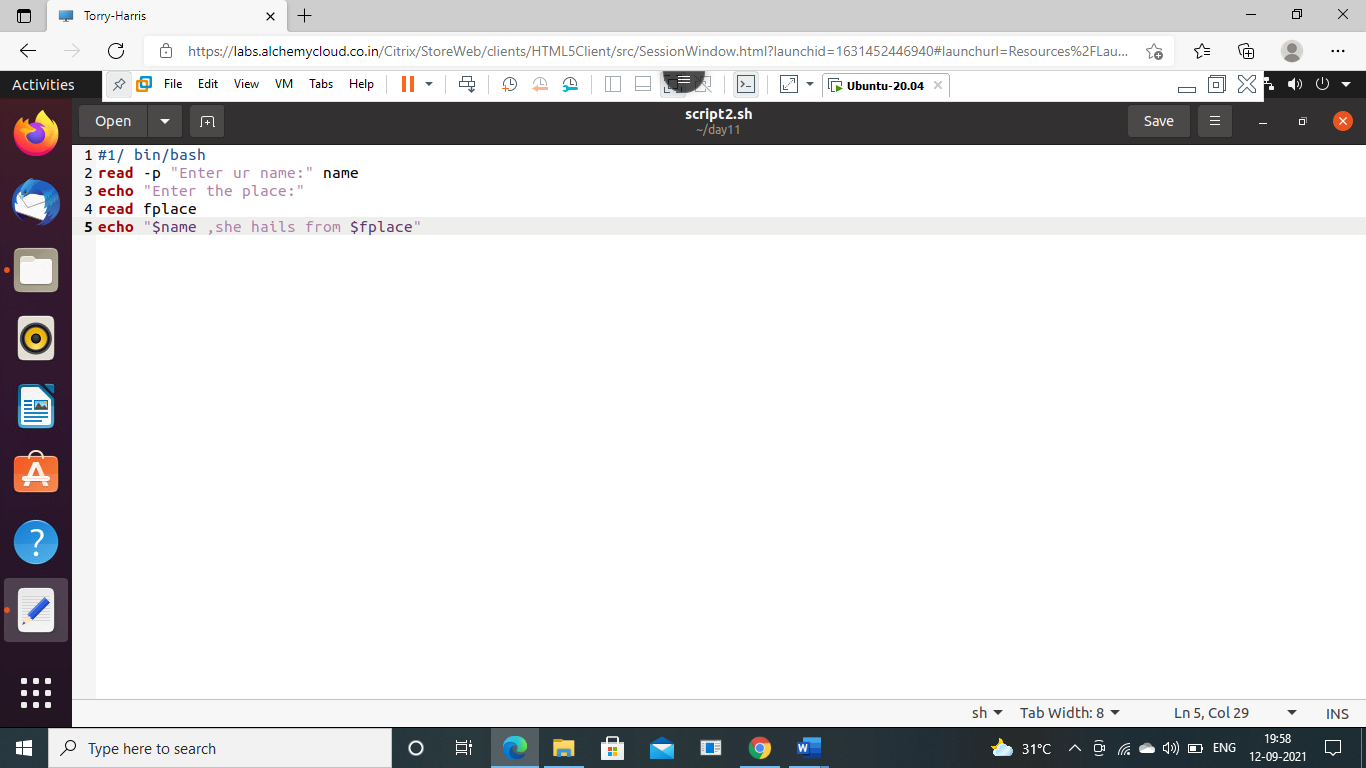 Torry-Harris
https://labs.alchemycloud.co.in/Citrix/StoreWeb/clients/HTML5Client/src/SessionWindow.html?launchid=1631452446940#launchurl=Resources%2FLau...
Activities
File Edit View VM Tabs Help
Ubuntu-20.04
Open
script2.sh
~/day11
Save
1 #1/ bin/bash
2 read -p "Enter ur name:" name
3 echo "Enter the place:"
4 read fplace
5 echo "$name ,she hails from $fplace"
sh Tab Width: 8 Ln 5, Col 29 INS
Type here to search
31°C
ENG
19:58
12-09-2021